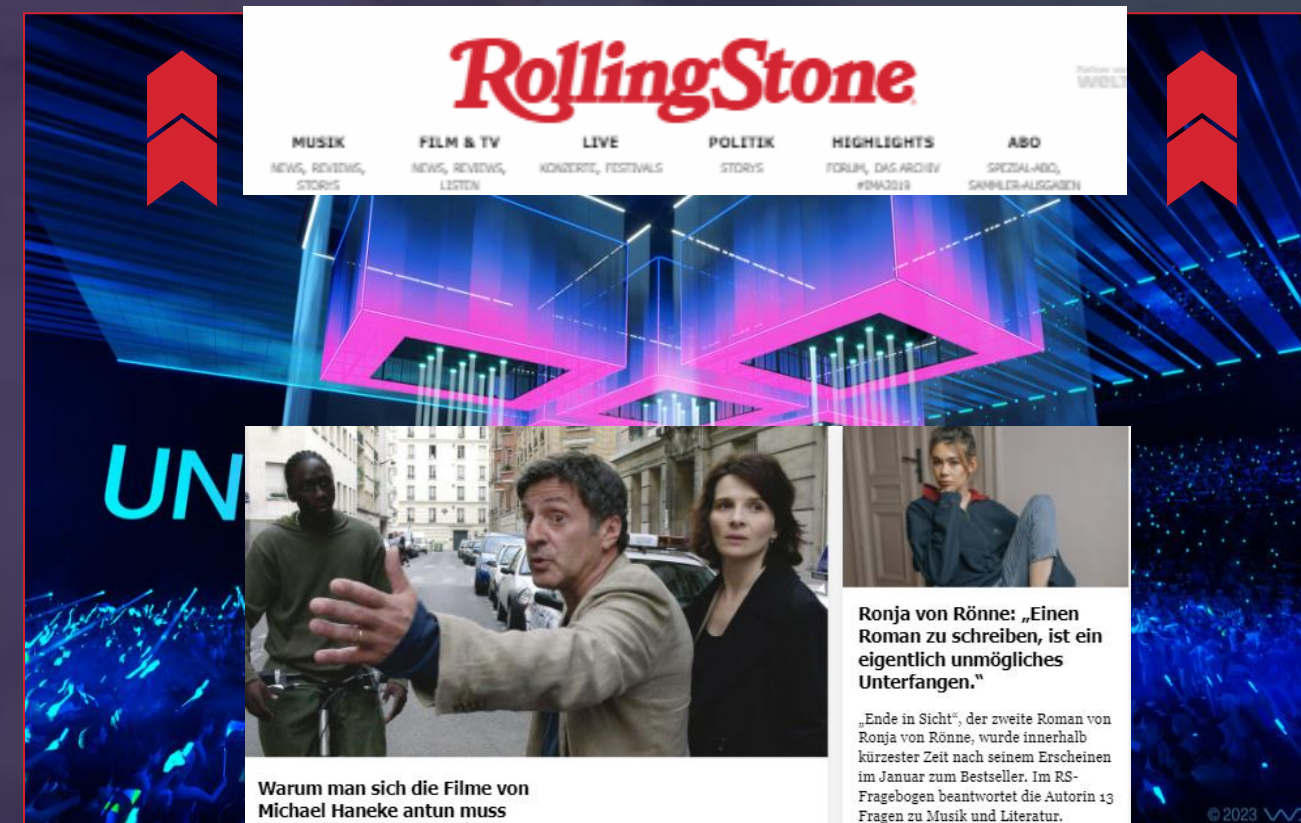 RollingStone
WELT
MUSIK
NEWS, REVIEWS,
STORYS
FILM & TV
NEWS, REVIEWS,
LISTEN
LIVE
KONZERTE, FESTIVALS
POLITIK
STORYS
HIGHLIGHTS
FORUM, DAS ARCHIV
#IMA2019
ABO
SPEZIAL-ABO,
SAMMLER-AUSGABEN
UN
Warum man sich die Filme von
Michael Haneke antun muss
Ronja von Rönne: „Einen
Roman zu schreiben, ist ein
eigentlich unmögliches
Unterfangen.“
„Ende in Sicht“, der zweite Roman von
Ronja von Rönne, wurde innerhalb
kürzester Zeit nach seinem Erscheinen
im Januar zum Bestseller. Im RS-
Fragebogen beantwortet die Autorin 13
Fragen zu Musik und Literatur.
© 2023